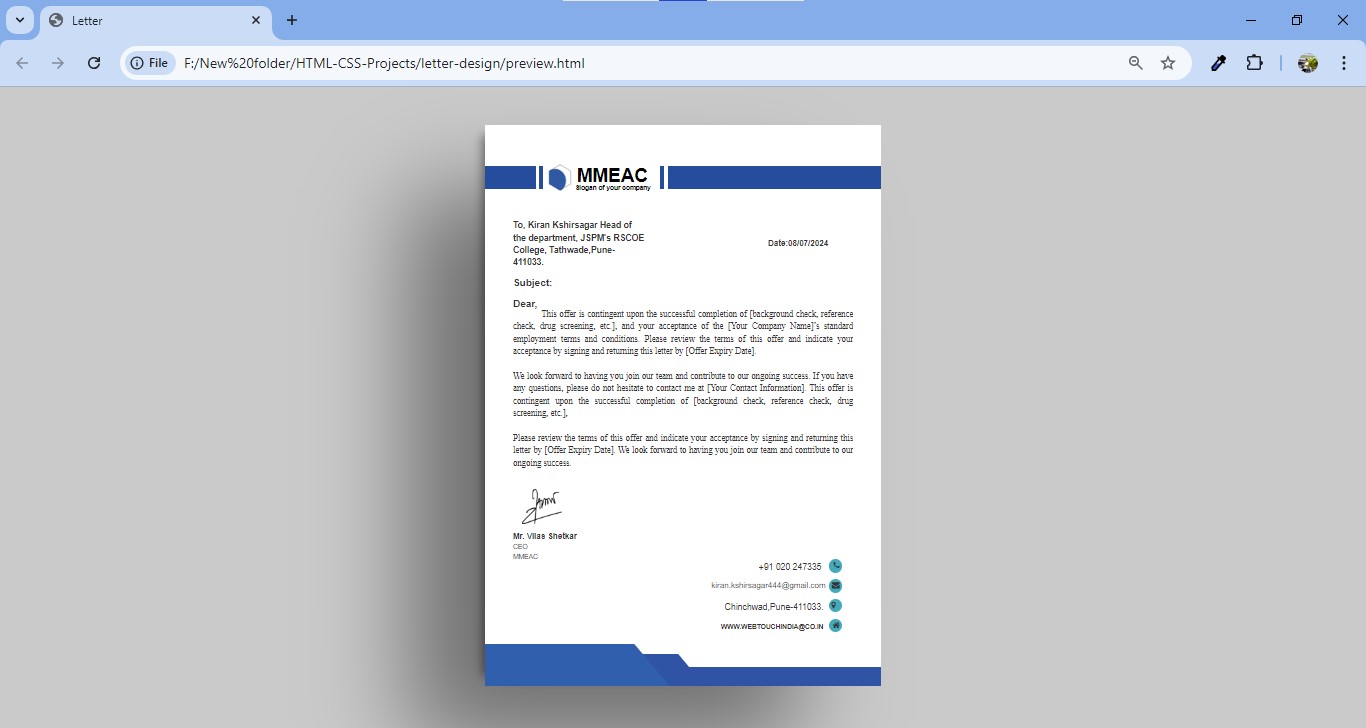 Letter
File
F:/New%20folder/HTML-CSS-Projects/letter-design/preview.html
MMEAC
Slogan of your company
To, Kiran Kshirsagar Head of
the department, JSPM's RSCOE
College, Tathwade,Pune-
411033.
Date:08/07/2024
Subject:
Dear,
This offer is contingent upon the successful completion of [background check, reference
check, drug screening, etc.], and your acceptance of the [Your Company Name]'s standard
employment terms and conditions. Please review the terms of this offer and indicate your
acceptance by signing and returning this letter by [Offer Expiry Date].
We look forward to having you join our team and contribute to our ongoing success. If you have
any questions, please do not hesitate to contact me at [Your Contact Information]. This offer is
contingent upon the successful completion of [background check, reference check, drug
screening, etc.],
Please review the terms of this offer and indicate your acceptance by signing and returning this
letter by [Offer Expiry Date]. We look forward to having you join our team and contribute to our
ongoing success.
Mr. Vilas Shetkar
CEO
MMEAC
+91 020 247335
kiran.kshirsagar444@gmail.com
Chinchwad,Pune-411033.
WWW.WEBTOUCHINDIA@CO.IN